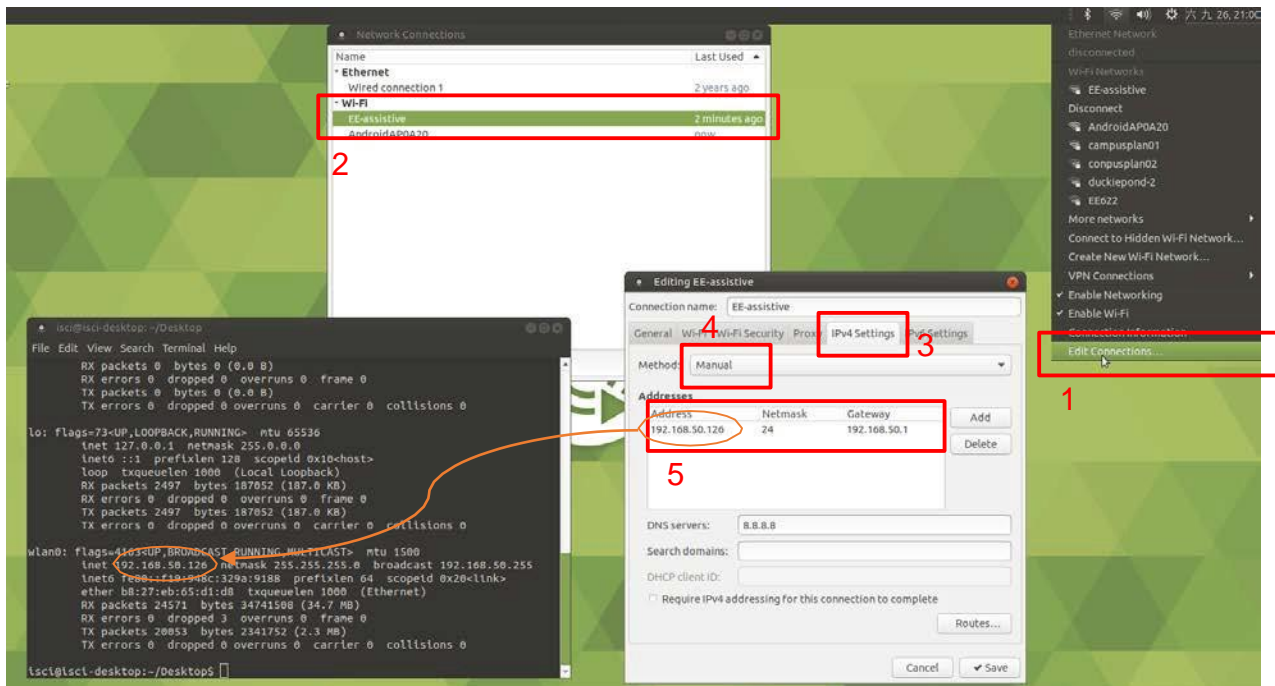 六 九 26, 21:00
Ethernet Network
disconnected
Wi-Fi Networks
EE-assistive
Disconnect
AndroidAP0A20
campusplan01
conpusplan02
duckiepond-2
EE622
More networks
Connect to Hidden Wi-Fi Network...
Create New Wi-Fi Network...
VPN Connections
Enable Networking
Enable Wi-Fi
Connection Information
Edit Connections...
1
Network Connections
Name Last Used
Ethernet
Wired connection 1 2 years ago
Wi-Fi
EE-assistive 2 minutes ago
AndroidAP0A20 now
2
Editing EE-assistive
Connection name: EE-assistive
General Wi-Fi Wi-Fi Security Proxy IPv4 Settings IPv6 Settings
4
3
Method: Manual
Addresses
Address Netmask Gateway
192.168.50.126 24 192.168.50.1
Add
Delete
5
DNS servers: 8.8.8.8
Search domains:
DHCP client ID:
Require IPv4 addressing for this connection to complete
Routes...
Cancel Save
isci@isci-desktop: ~/Desktop
File Edit View Search Terminal Help
RX packets 0 bytes 0 (0.0 B)
RX errors 0 dropped 0 overruns 0 frame 0
TX packets 0 bytes 0 (0.0 B)
TX errors 0 dropped 0 overruns 0 carrier 0 collisions 0
lo: flags=73<UP,LOOPBACK,RUNNING> mtu 65536
inet 127.0.0.1 netmask 255.0.0.0
inet6 ::1 prefixlen 128 scopeid 0x10<host>
loop txqueuelen 1000 (Local Loopback)
RX packets 2497 bytes 187052 (187.0 KB)
RX errors 0 dropped 0 overruns 0 frame 0
TX packets 2497 bytes 187052 (187.0 KB)
TX errors 0 dropped 0 overruns 0 carrier 0 collisions 0
wlan0: flags=4163<UP,BROADCAST,RUNNING,MULTICAST> mtu 1500
inet 192.168.50.126 netmask 255.255.255.0 broadcast 192.168.50.255
inet6 fe80::f19:948c:329a:9188 prefixlen 64 scopeid 0x20<link>
ether b8:27:eb:65:d1:d8 txqueuelen 1000 (Ethernet)
RX packets 24571 bytes 34741508 (34.7 MB)
RX errors 0 dropped 3 overruns 0 frame 0
TX packets 20053 bytes 2341752 (2.3 MB)
TX errors 0 dropped 0 overruns 0 carrier 0 collisions 0
isci@isci-desktop:~/Desktop$